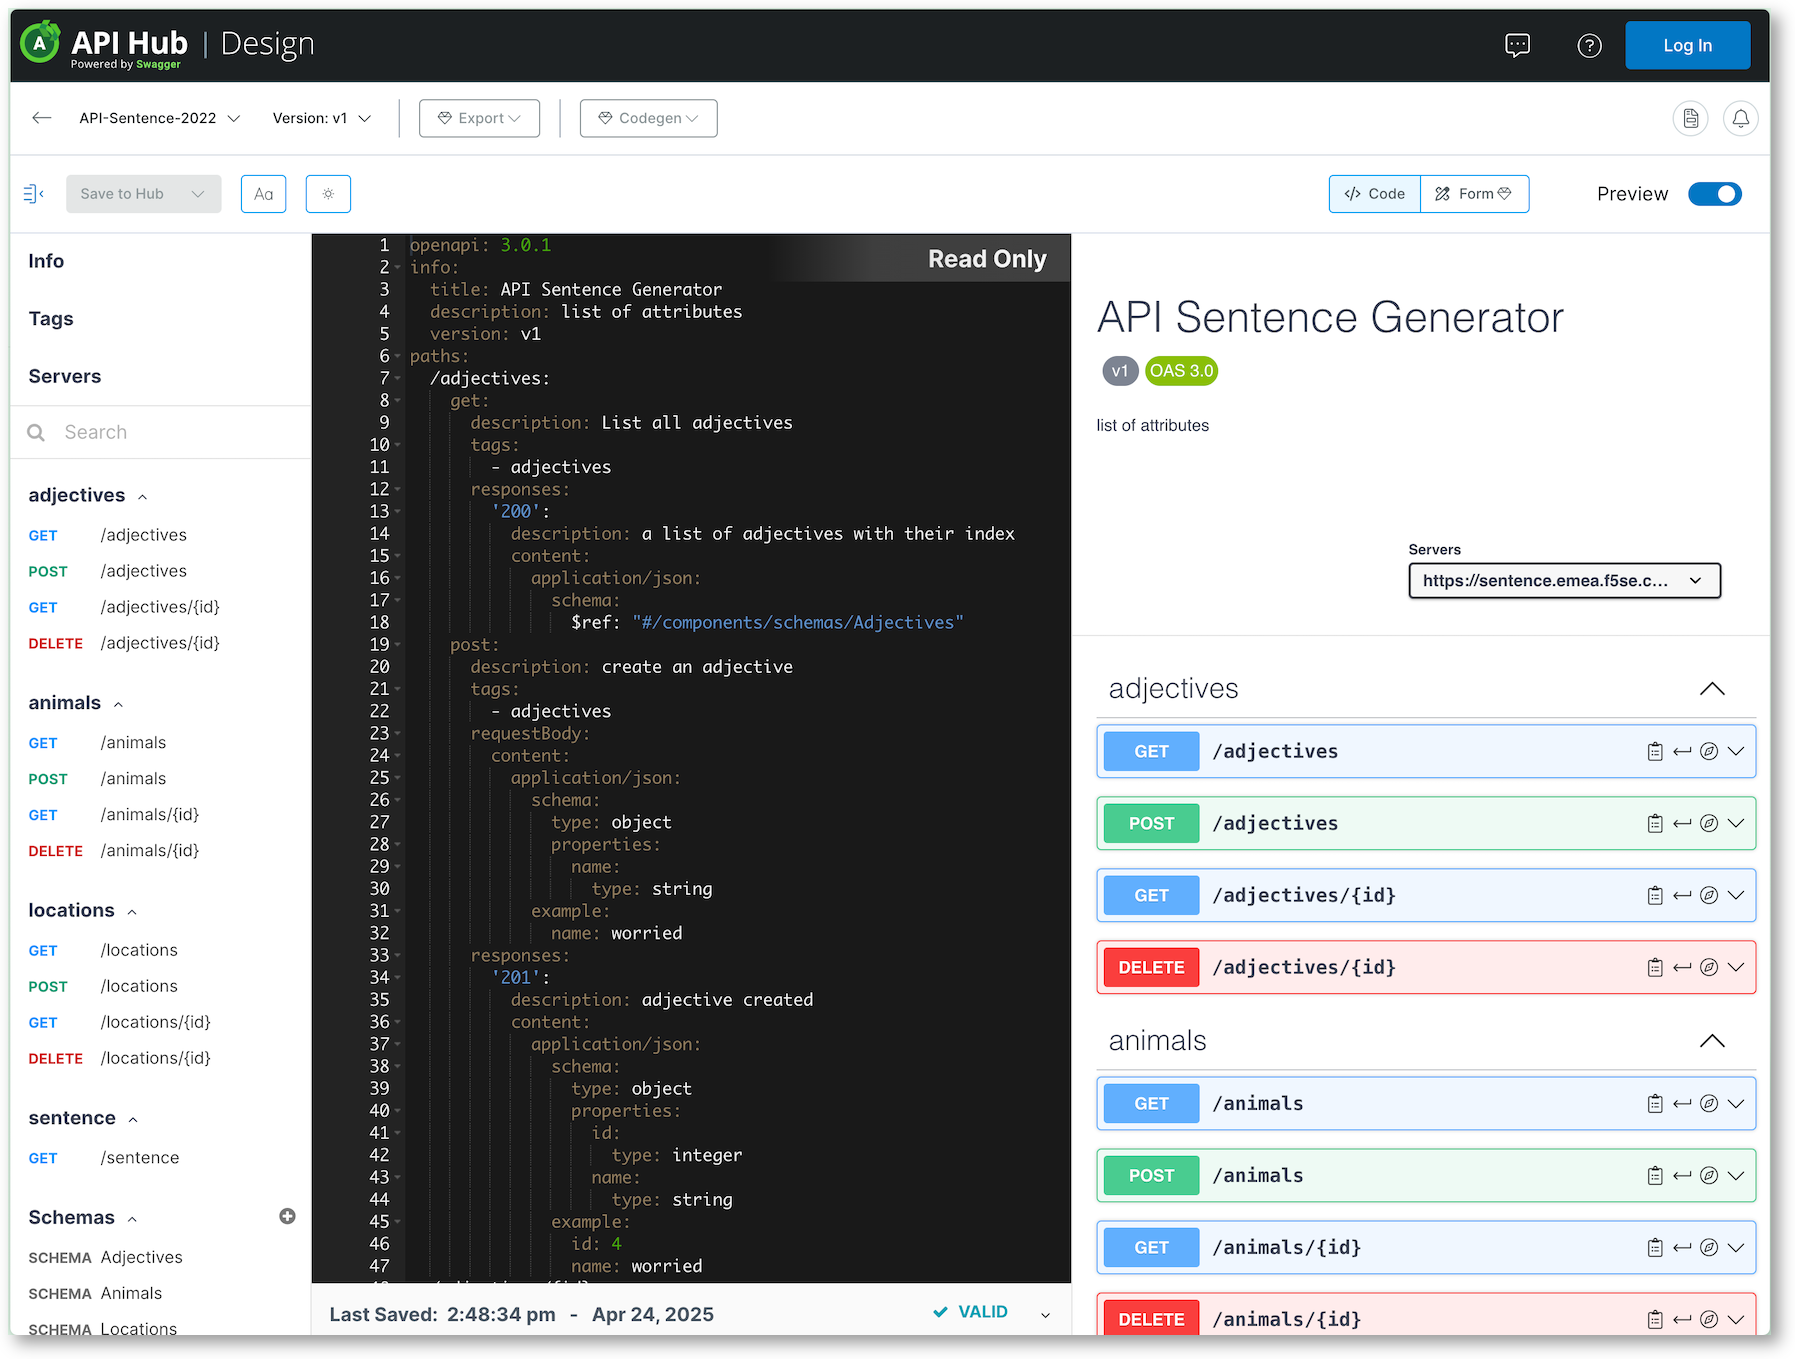 API Hub | Design
Powered by Swagger
Log In
API-Sentence-2022
Version: v1
Export
Codegen
Save to Hub
Aa
</> Code
Form
Preview
Info
Tags
Servers
Search
adjectives
GET /adjectives
POST /adjectives
GET /adjectives/{id}
DELETE /adjectives/{id}
animals
GET /animals
POST /animals
GET /animals/{id}
DELETE /animals/{id}
locations
GET /locations
POST /locations
GET /locations/{id}
DELETE /locations/{id}
sentence
GET /sentence
Schemas
SCHEMA Adjectives
SCHEMA Animals
SCHEMA Locations
Read Only
1 openapi: 3.0.1
2 info:
3 title: API Sentence Generator
4 description: list of attributes
5 version: v1
6 paths:
7 /adjectives:
8 get:
9 description: List all adjectives
10 tags:
11 - adjectives
12 responses:
13 '200':
14 description: a list of adjectives with their index
15 content:
16 application/json:
17 schema:
18 $ref: "#/components/schemas/Adjectives"
19 post:
20 description: create an adjective
21 tags:
22 - adjectives
23 requestBody:
24 content:
25 application/json:
26 schema:
27 type: object
28 properties:
29 name:
30 type: string
31 example:
32 name: worried
33 responses:
34 '201':
35 description: adjective created
36 content:
37 application/json:
38 schema:
39 type: object
40 properties:
41 id:
42 type: integer
43 name:
44 type: string
45 example:
46 id: 4
47 name: worried
Last Saved: 2:48:34 pm - Apr 24, 2025
VALID
API Sentence Generator
v1
OAS 3.0
list of attributes
Servers
https://sentence.emea.f5se.c...
adjectives
GET /adjectives
POST /adjectives
GET /adjectives/{id}
DELETE /adjectives/{id}
animals
GET /animals
POST /animals
GET /animals/{id}
DELETE /animals/{id}